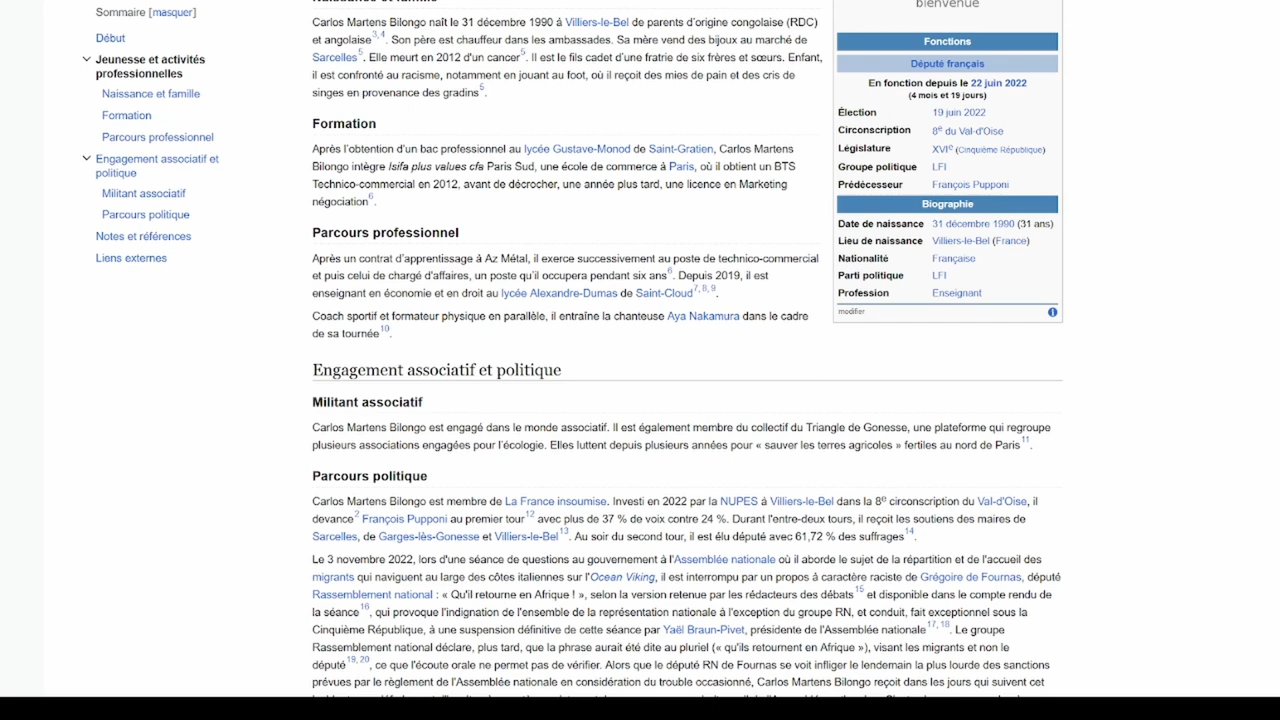 Sommaire [masquer]
Début
Jeunesse et activités
professionnelles
Naissance et famille
Formation
Parcours professionnel
Engagement associatif et
politique
Militant associatif
Parcours politique
Notes et références
Liens externes
Carlos Martens Bilongo naît le 31 décembre 1990 à Villiers-le-Bel de parents d'origine congolaise (RDC)
et angolaise3,4. Son père est chauffeur dans les ambassades. Sa mère vend des bijoux au marché de
Sarcelles5. Elle meurt en 2012 d'un cancer5. Il est le fils cadet d'une fratrie de six frères et sœurs. Enfant,
il est confronté au racisme, notamment en jouant au foot, où il reçoit des mies de pain et des cris de
singes en provenance des gradins5.
Formation
Après l'obtention d'un bac professionnel au lycée Gustave-Monod de Saint-Gratien, Carlos Martens
Bilongo intègre Isifa plus values cfa Paris Sud, une école de commerce à Paris, où il obtient un BTS
Technico-commercial en 2012, avant de décrocher, une année plus tard, une licence en Marketing
négociation6.
Parcours professionnel
Après un contrat d'apprentissage à Az Métal, il exerce successivement au poste de technico-commercial
et puis celui de chargé d'affaires, un poste qu'il occupera pendant six ans6. Depuis 2019, il est
enseignant en économie et en droit au lycée Alexandre-Dumas de Saint-Cloud7, 8, 9.
Coach sportif et formateur physique en parallèle, il entraîne la chanteuse Aya Nakamura dans le cadre
de sa tournée10.
Engagement associatif et politique
Militant associatif
Carlos Martens Bilongo est engagé dans le monde associatif. Il est également membre du collectif du Triangle de Gonesse, une plateforme qui regroupe
plusieurs associations engagées pour l'écologie. Elles luttent depuis plusieurs années pour « sauver les terres agricoles » fertiles au nord de Paris11.
Parcours politique
Carlos Martens Bilongo est membre de La France insoumise. Investi en 2022 par la NUPES à Villiers-le-Bel dans la 8e circonscription du Val-d'Oise, il
devance2 François Pupponi au premier tour12 avec plus de 37 % de voix contre 24 %. Durant l'entre-deux tours, il reçoit les soutiens des maires de
Sarcelles, de Garges-lès-Gonesse et Villiers-le-Bel13. Au soir du second tour, il est élu député avec 61,72 % des suffrages14.
Le 3 novembre 2022, lors d'une séance de questions au gouvernement à l'Assemblée nationale où il aborde le sujet de la répartition et de l'accueil des
migrants qui naviguent au large des côtes italiennes sur l'Ocean Viking, il est interrompu par un propos à caractère raciste de Grégoire de Fournas, député
Rassemblement national : « Qu'il retourne en Afrique ! », selon la version retenue par les rédacteurs des débats15 et disponible dans le compte rendu de
la séance16, qui provoque l'indignation de l'ensemble de la représentation nationale à l'exception du groupe RN, et conduit, fait exceptionnel sous la
Cinquième République, à une suspension définitive de cette séance par Yaël Braun-Pivet, présidente de l'Assemblée nationale17, 18. Le groupe
Rassemblement national déclare, plus tard, que la phrase aurait été dite au pluriel (« qu'ils retournent en Afrique »), visant les migrants et non le
député19, 20, ce que l'écoute orale ne permet pas de vérifier. Alors que le député RN de Fournas se voit infliger le lendemain la plus lourde des sanctions
prévues par le règlement de l'Assemblée nationale en considération du trouble occasionné, Carlos Martens Bilongo reçoit dans les jours qui suivent cet
bienvenue
Fonctions
Député français
En fonction depuis le 22 juin 2022
(4 mois et 19 jours)
Élection 19 juin 2022
Circonscription 8e du Val-d'Oise
Législature XVIe (Cinquième République)
Groupe politique LFI
Prédécesseur François Pupponi
Biographie
Date de naissance 31 décembre 1990 (31 ans)
Lieu de naissance Villiers-le-Bel (France)
Nationalité Française
Parti politique LFI
Profession Enseignant
modifier